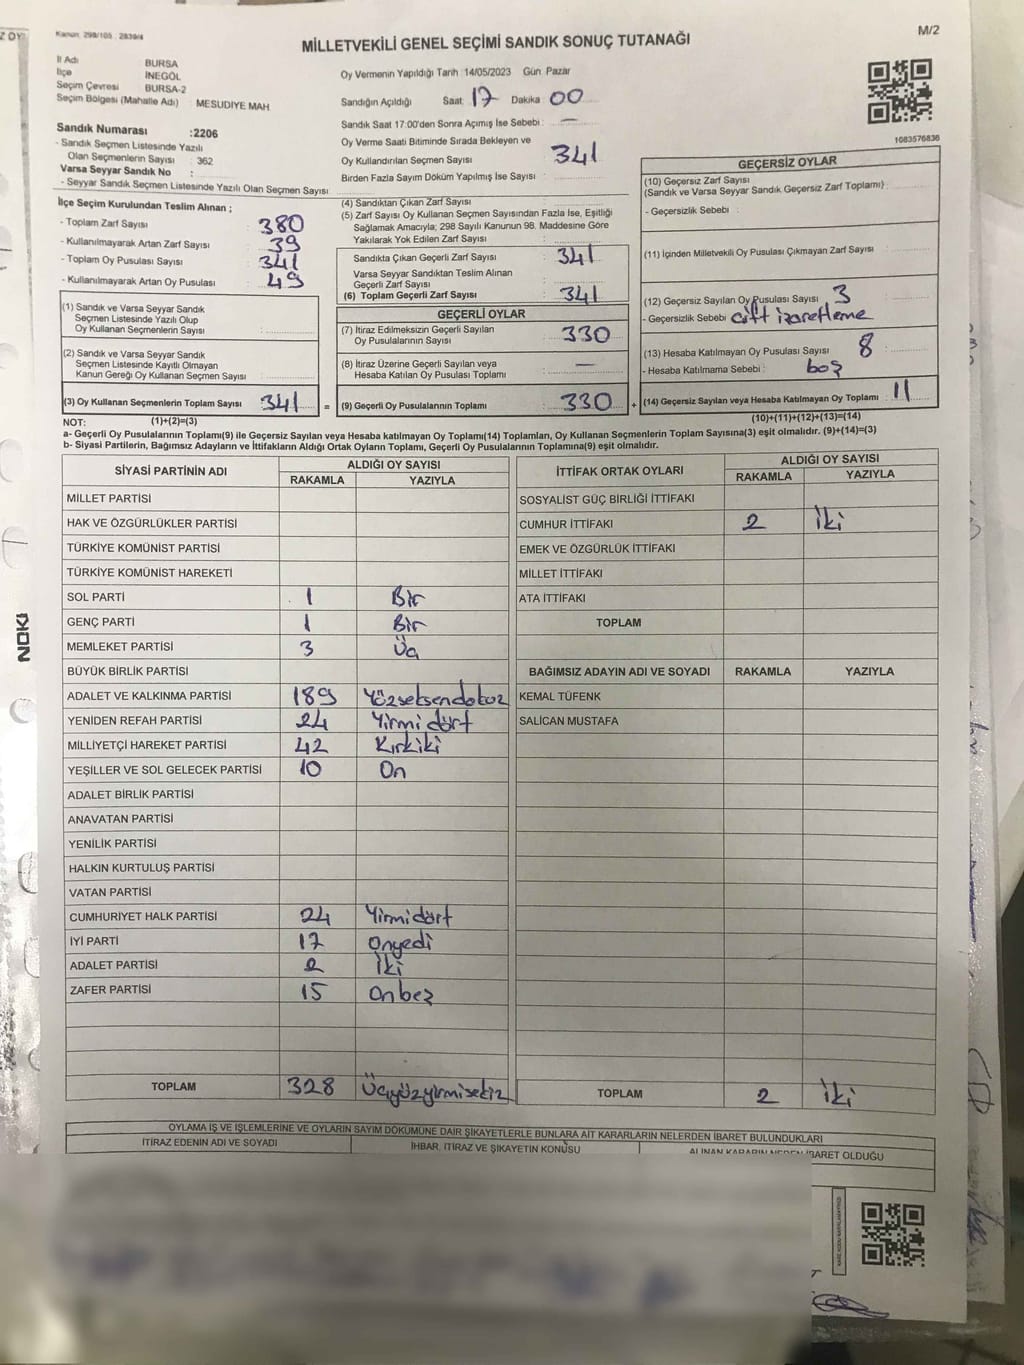 Z OY
Kanun: 298/105 2839/4
M/2
MİLLETVEKİLİ GENEL SEÇİMİ SANDIK SONUÇ TUTANAĞI
İl Adı BURSA
İlçe İNEGÖL
Seçim Çevresi BURSA-2
Seçim Bölgesi (Mahalle Adı) : MESUDİYE MAH.
Oy Vermenin Yapıldığı Tarih :14/05/2023 Gün: Pazar
Sandığın Açıldığı Saat: 17 Dakika : 00
Sandık Saat 17:00'den Sonra Açımış İse Sebebi : —
Sandık Numarası :2206
- Sandık Seçmen Listesinde Yazılı
Olan Seçmenlerin Sayısı : 362
Varsa Seyyar Sandık No :
- Seyyar Sandık Seçmen Listesinde Yazılı Olan Seçmen Sayısı :
Oy Verme Saati Bitiminde Sırada Bekleyen ve
Oy Kullandırılan Seçmen Sayısı : 341
Birden Fazla Sayım Döküm Yapılmış İse Sayısı :
1083576836
İlçe Seçim Kurulundan Teslim Alınan ;
- Toplam Zarf Sayısı : 380
- Kullanılmayarak Artan Zarf Sayısı : 39
- Toplam Oy Pusulası Sayısı : 341
- Kullanılmayarak Artan Oy Pusulası : 49
(4) Sandıktan Çıkan Zarf Sayısı :
(5) Zarf Sayısı Oy Kullanan Seçmen Sayısından Fazla İse, Eşitliği
Sağlamak Amacıyla; 298 Sayılı Kanunun 98. Maddesine Göre
Yakılarak Yok Edilen Zarf Sayısı :
Sandıkta Çıkan Geçerli Zarf Sayısı : 341
Varsa Seyyar Sandıktan Teslim Alınan
Geçerli Zarf Sayısı :
(6) Toplam Geçerli Zarf Sayısı : 341
GEÇERSİZ OYLAR
(10) Geçersiz Zarf Sayısı
(Sandık ve Varsa Seyyar Sandık Geçersiz Zarf Toplamı) :
- Geçersizlik Sebebi :
(11) İçinden Milletvekili Oy Pusulası Çıkmayan Zarf Sayısı :
(12) Geçersiz Sayılan Oy Pusulası Sayısı : 3
- Geçersizlik Sebebi : çift izaretleme
(13) Hesaba Katılmayan Oy Pusulası Sayısı : 8
- Hesaba Katılmama Sebebi : boş
(14) Geçersiz Sayılan veya Hesaba Katılmayan Oy Toplamı : 11
(10)+(11)+(12)+(13)=(14)
(1) Sandık ve Varsa Seyyar Sandık
Seçmen Listesinde Yazılı Olup
Oy Kullanan Seçmenlerin Sayısı :
(2) Sandık ve Varsa Seyyar Sandık
Seçmen Listesinde Kayıtlı Olmayan
Kanun Gereği Oy Kullanan Seçmen Sayısı :
(3) Oy Kullanan Seçmenlerin Toplam Sayısı : 341 =
GEÇERLİ OYLAR
(7) İtiraz Edilmeksizin Geçerli Sayılan
Oy Pusulalarının Sayısı : 330
(8) İtiraz Üzerine Geçerli Sayılan veya
Hesaba Katılan Oy Pusulası Toplamı : —
(9) Geçerli Oy Pusulalarının Toplamı : 330 +
NOT: (1)+(2)=(3)
a- Geçerli Oy Pusulalarının Toplamı(9) ile Geçersiz Sayılan veya Hesaba katılmayan Oy Toplamı(14) Toplamları, Oy Kullanan Seçmenlerin Toplam Sayısına(3) eşit olmalıdır. (9)+(14)=(3)
b- Siyasi Partilerin, Bağımsız Adayların ve İttifakların Aldığı Ortak Oyların Toplamı, Geçerli Oy Pusulalarının Toplamına(9) eşit olmalıdır.
SİYASİ PARTİNİN ADI ALDIĞI OY SAYISI
RAKAMLA YAZIYLA
MİLLET PARTİSİ
HAK VE ÖZGÜRLÜKLER PARTİSİ
TÜRKİYE KOMÜNİST PARTİSİ
TÜRKİYE KOMÜNİST HAREKETİ
SOL PARTİ 1 Bir
GENÇ PARTİ 1 Bir
MEMLEKET PARTİSİ 3 Üç
BÜYÜK BİRLİK PARTİSİ
ADALET VE KALKINMA PARTİSİ 189 Yözseksendokuz
YENİDEN REFAH PARTİSİ 24 Yirmi dört
MİLLİYETÇİ HAREKET PARTİSİ 42 Kırkiki
YEŞİLLER VE SOL GELECEK PARTİSİ 10 On
ADALET BİRLİK PARTİSİ
ANAVATAN PARTİSİ
YENİLİK PARTİSİ
HALKIN KURTULUŞ PARTİSİ
VATAN PARTİSİ
CUMHURİYET HALK PARTİSİ 24 Yirmidört
İYİ PARTİ 17 Onyedi
ADALET PARTİSİ 2 İki
ZAFER PARTİSİ 15 Onbeş
TOPLAM 328 Üçyüzyirmisekiz
İTTİFAK ORTAK OYLARI ALDIĞI OY SAYISI
RAKAMLA YAZIYLA
SOSYALİST GÜÇ BİRLİĞİ İTTİFAKI
CUMHUR İTTİFAKI 2 İki
EMEK VE ÖZGÜRLÜK İTTİFAKI
MİLLET İTTİFAKI
ATA İTTİFAKI
TOPLAM
BAĞIMSIZ ADAYIN ADI VE SOYADI RAKAMLA YAZIYLA
KEMAL TÜFENK
SALİCAN MUSTAFA
TOPLAM 2 İki
OYLAMA İŞ VE İŞLEMLERİNE VE OYLARIN SAYIM DÖKÜMÜNE DAİR ŞİKAYETLERLE BUNLARA AİT KARARLARIN NELERDEN İBARET BULUNDUKLARI
İTİRAZ EDENİN ADI VE SOYADI İHBAR, İTİRAZ VE ŞİKAYETİN KONUSU ALINAN KARARIN NEDEN İBARET OLDUĞU
NOKI